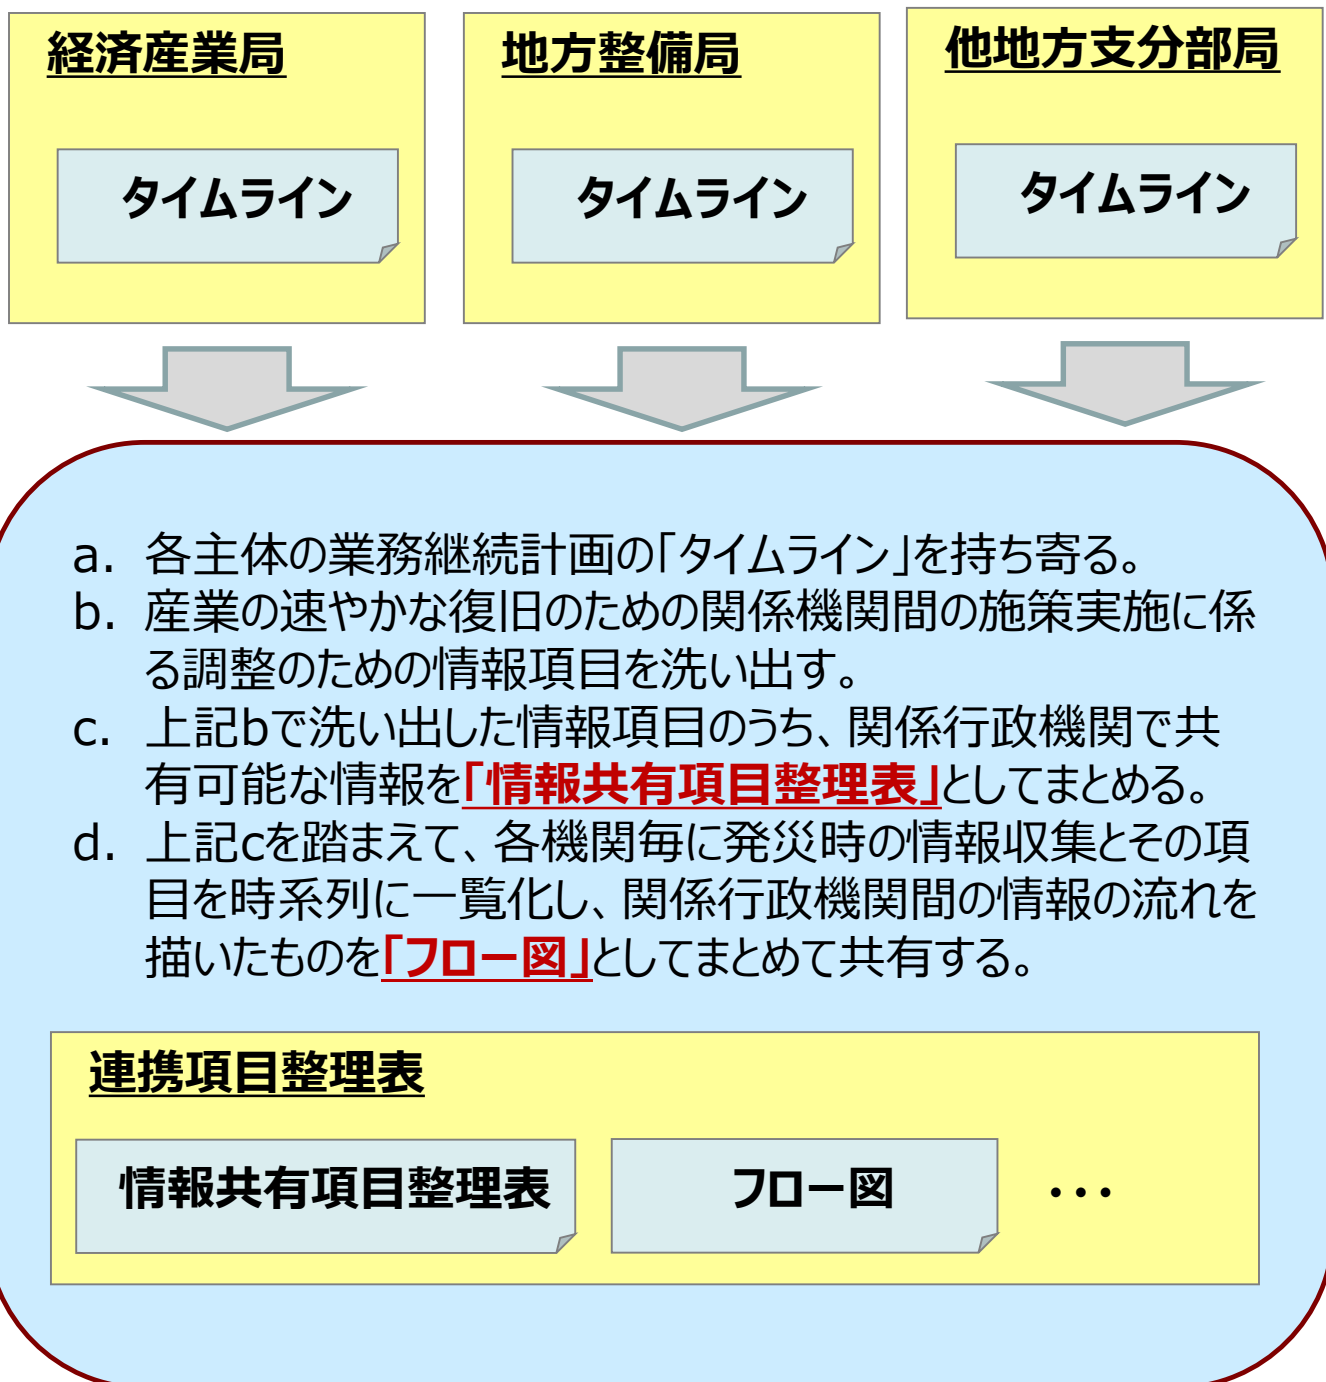 経済産業局
地方整備局
他地方支分部局
タイムライン
タイムライン
タイムライン
a. 各主体の業務継続計画の「タイムライン」を持ち寄る。
b. 産業の速やかな復旧のための関係機関間の施策実施に係
る調整のための情報項目を洗い出す。
c. 上記bで洗い出した情報項目のうち、関係行政機関で共
有可能な情報を「情報共有項目整理表」としてまとめる。
d. 上記cを踏まえて、各機関毎に発災時の情報収集とその項
目を時系列に一覧化し、関係行政機関間の情報の流れを
描いたものを「フロー図」としてまとめて共有する。
連携項目整理表
情報共有項目整理表
フロー図
・・・